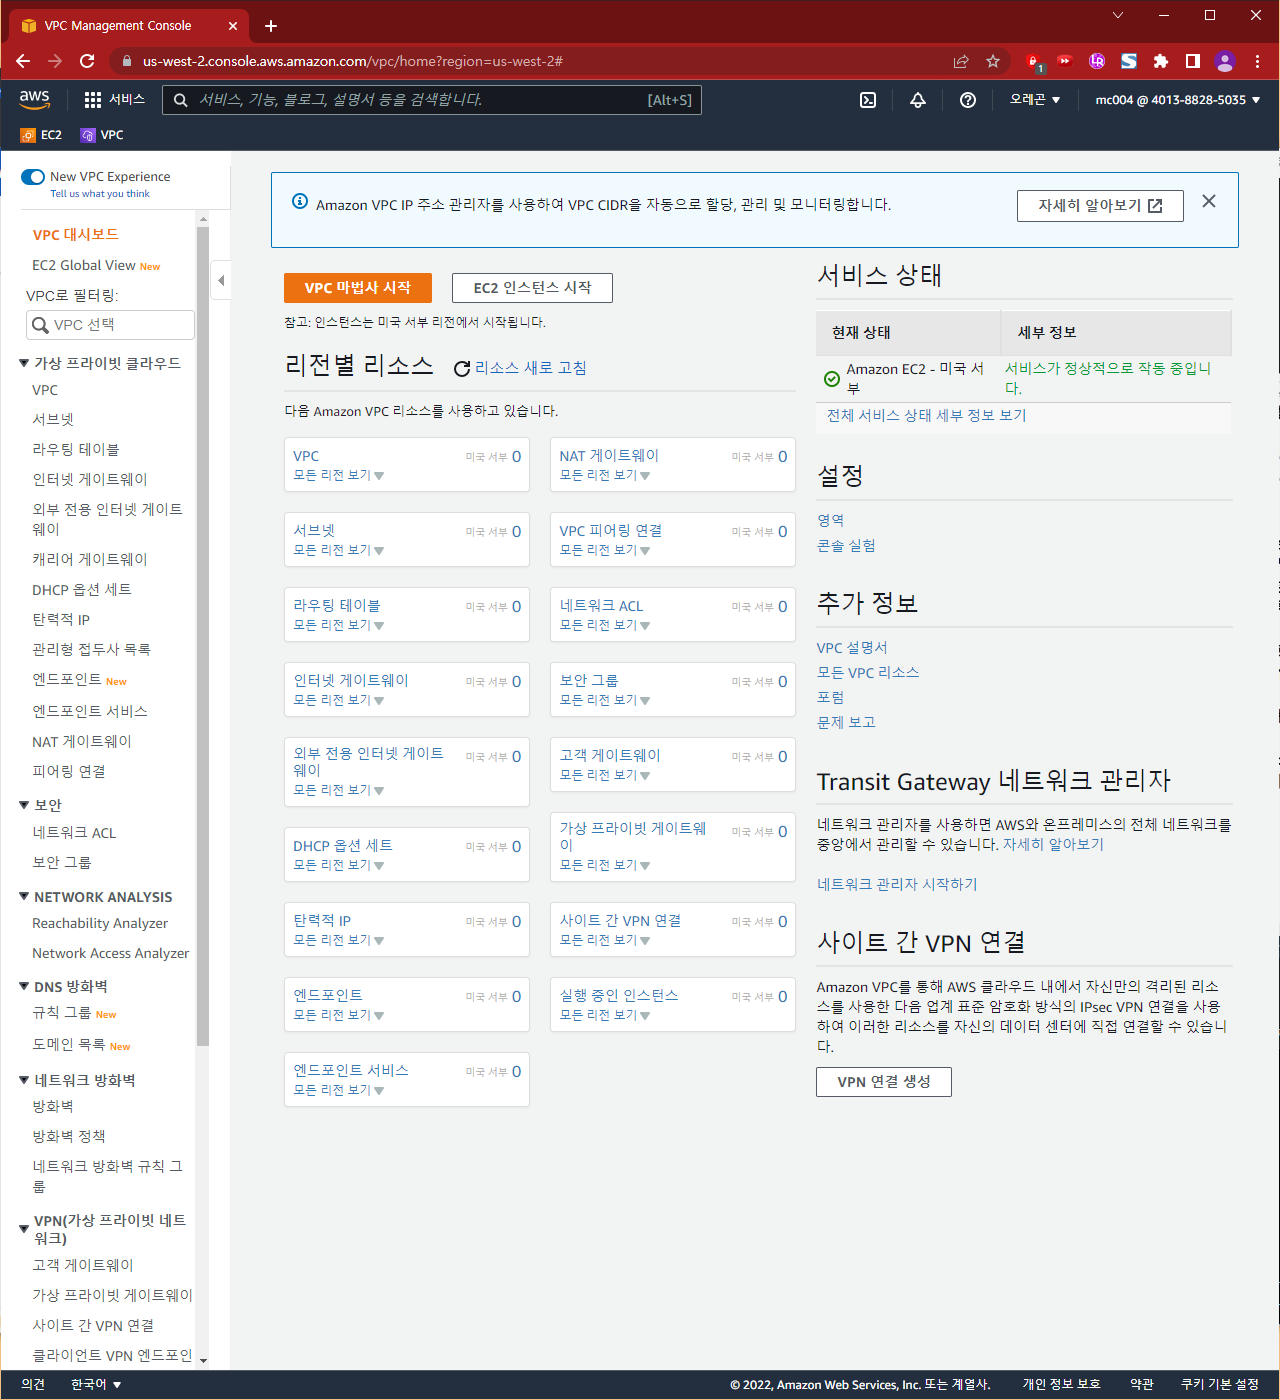 VPC Management Console
us-west-2.console.aws.amazon.com/vpc/home?region=us-west-2#
1
aws
서비스
서비스, 기능, 블로그, 설명서 등을 검색합니다.
[Alt+S]
오레곤 ▼
mc004 @ 4013-8828-5035 ▼
EC2
VPC
New VPC Experience
Tell us what you think
VPC 대시보드
EC2 Global View New
VPC로 필터링:
VPC 선택
가상 프라이빗 클라우드
VPC
서브넷
라우팅 테이블
인터넷 게이트웨이
외부 전용 인터넷 게이트
웨이
캐리어 게이트웨이
DHCP 옵션 세트
탄력적 IP
관리형 접두사 목록
엔드포인트 New
엔드포인트 서비스
NAT 게이트웨이
피어링 연결
보안
네트워크 ACL
보안 그룹
NETWORK ANALYSIS
Reachability Analyzer
Network Access Analyzer
DNS 방화벽
규칙 그룹 New
도메인 목록 New
네트워크 방화벽
방화벽
방화벽 정책
네트워크 방화벽 규칙 그
룹
VPN(가상 프라이빗 네트
워크)
고객 게이트웨이
가상 프라이빗 게이트웨이
사이트 간 VPN 연결
클라이언트 VPN 엔드포인
Amazon VPC IP 주소 관리자를 사용하여 VPC CIDR을 자동으로 할당, 관리 및 모니터링합니다.
자세히 알아보기
VPC 마법사 시작
EC2 인스턴스 시작
참고: 인스턴스는 미국 서부 리전에서 시작됩니다.
리전별 리소스
리소스 새로 고침
다음 Amazon VPC 리소스를 사용하고 있습니다.
VPC 미국 서부 0
모든 리전 보기▼
NAT 게이트웨이 미국 서부 0
모든 리전 보기▼
서브넷 미국 서부 0
모든 리전 보기▼
VPC 피어링 연결 미국 서부 0
모든 리전 보기▼
라우팅 테이블 미국 서부 0
모든 리전 보기▼
네트워크 ACL 미국 서부 0
모든 리전 보기▼
인터넷 게이트웨이 미국 서부 0
모든 리전 보기▼
보안 그룹 미국 서부 0
모든 리전 보기▼
외부 전용 인터넷 게이트 미국 서부 0
웨이
모든 리전 보기▼
고객 게이트웨이 미국 서부 0
모든 리전 보기▼
DHCP 옵션 세트 미국 서부 0
모든 리전 보기▼
가상 프라이빗 게이트웨 미국 서부 0
이
모든 리전 보기▼
탄력적 IP 미국 서부 0
모든 리전 보기▼
사이트 간 VPN 연결 미국 서부 0
모든 리전 보기▼
엔드포인트 미국 서부 0
모든 리전 보기▼
실행 중인 인스턴스 미국 서부 0
모든 리전 보기▼
엔드포인트 서비스 미국 서부 0
모든 리전 보기▼
서비스 상태
현재 상태
세부 정보
Amazon EC2 - 미국 서
부
서비스가 정상적으로 작동 중입니
다.
전체 서비스 상태 세부 정보 보기
설정
영역
콘솔 실험
추가 정보
VPC 설명서
모든 VPC 리소스
포럼
문제 보고
Transit Gateway 네트워크 관리자
네트워크 관리자를 사용하면 AWS와 온프레미스의 전체 네트워크를
중앙에서 관리할 수 있습니다. 자세히 알아보기
네트워크 관리자 시작하기
사이트 간 VPN 연결
Amazon VPC를 통해 AWS 클라우드 내에서 자신만의 격리된 리소
스를 사용한 다음 업계 표준 암호화 방식의 IPsec VPN 연결을 사용
하여 이러한 리소스를 자신의 데이터 센터에 직접 연결할 수 있습니
다.
VPN 연결 생성
의견
한국어 ▼
© 2022, Amazon Web Services, Inc. 또는 계열사.
개인 정보 보호
약관
쿠키 기본 설정